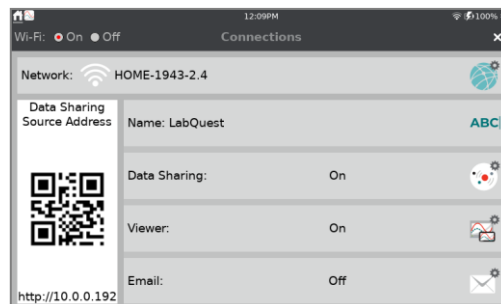 12:09PM
100%
Wi-Fi: On Off
Connections
Network: HOME-1943-2.4
Data Sharing
Source Address
Name: LabQuest
ABC
Data Sharing: On
Viewer: On
Email: Off
http://10.0.0.192